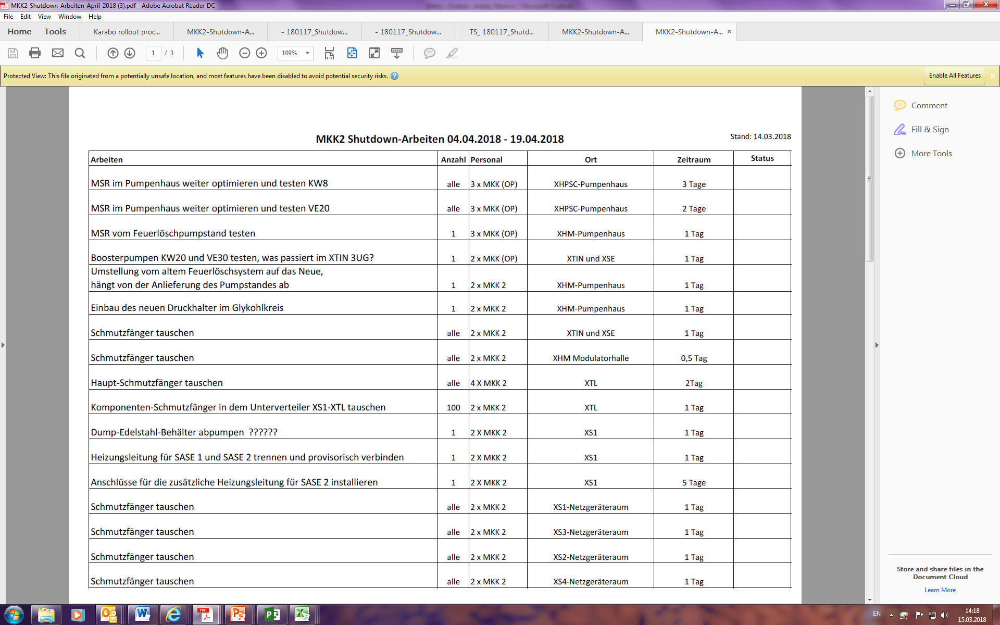 MKK2-Shutdown-Arbeiten-April-2018 (3).pdf - Adobe Acrobat Reader DC
File Edit View Window Help
Home Tools Karabo rollout proc... MKK2-Shutdown-A... - 180117_Shutdow... - 180117_Shutdow... TS_ 180117_Shutd... MKK2-Shutdown-A... MKK2-Shutdown-A... ×
1 / 3 109%
Protected View: This file originated from a potentially unsafe location, and most features have been disabled to avoid potential security risks. ? Enable All Features
Comment
Fill & Sign
More Tools
MKK2 Shutdown-Arbeiten 04.04.2018 - 19.04.2018 Stand: 14.03.2018
Arbeiten Anzahl Personal Ort Zeitraum Status
MSR im Pumpenhaus weiter optimieren und testen KW8 alle 3 x MKK (OP) XHPSC-Pumpenhaus 3 Tage
MSR im Pumpenhaus weiter optimieren und testen VE20 alle 3 x MKK (OP) XHPSC-Pumpenhaus 2 Tage
MSR vom Feuerlöschpumpstand testen 1 3 x MKK (OP) XHM-Pumpenhaus 1 Tag
Boosterpumpen KW20 und VE30 testen, was passiert im XTIN 3UG? 1 2 x MKK (OP) XTIN und XSE 1 Tag
Umstellung vom altem Feuerlöschsystem auf das Neue,
hängt von der Anlieferung des Pumpstandes ab 1 2 x MKK 2 XHM-Pumpenhaus 1 Tag
Einbau des neuen Druckhalter im Glykohlkreis 1 2 x MKK 2 XHM-Pumpenhaus 1 Tag
Schmutzfänger tauschen alle 2 x MKK 2 XTIN und XSE 1 Tag
Schmutzfänger tauschen alle 2 x MKK 2 XHM Modulatorhalle 0,5 Tag
Haupt-Schmutzfänger tauschen alle 4 X MKK 2 XTL 2Tag
Komponenten-Schmutzfänger in dem Unterverteiler XS1-XTL tauschen 100 2 x MKK 2 XTL 1 Tag
Dump-Edelstahl-Behälter abpumpen ?????? 1 2 X MKK 2 XS1 1 Tag
Heizungsleitung für SASE 1 und SASE 2 trennen und provisorisch verbinden 1 2 X MKK 2 XS1 1 Tag
Anschlüsse für die zusätzliche Heizungsleitung für SASE 2 installieren 1 2 X MKK 2 XS1 5 Tage
Schmutzfänger tauschen alle 2 x MKK 2 XS1-Netzgeräteraum 1 Tag
Schmutzfänger tauschen alle 2 x MKK 2 XS3-Netzgeräteraum 1 Tag
Schmutzfänger tauschen alle 2 x MKK 2 XS2-Netzgeräteraum 1 Tag
Schmutzfänger tauschen alle 2 x MKK 2 XS4-Netzgeräteraum 1 Tag
Store and share files in the
Document Cloud
Learn More
EN 14:18
15.03.2018